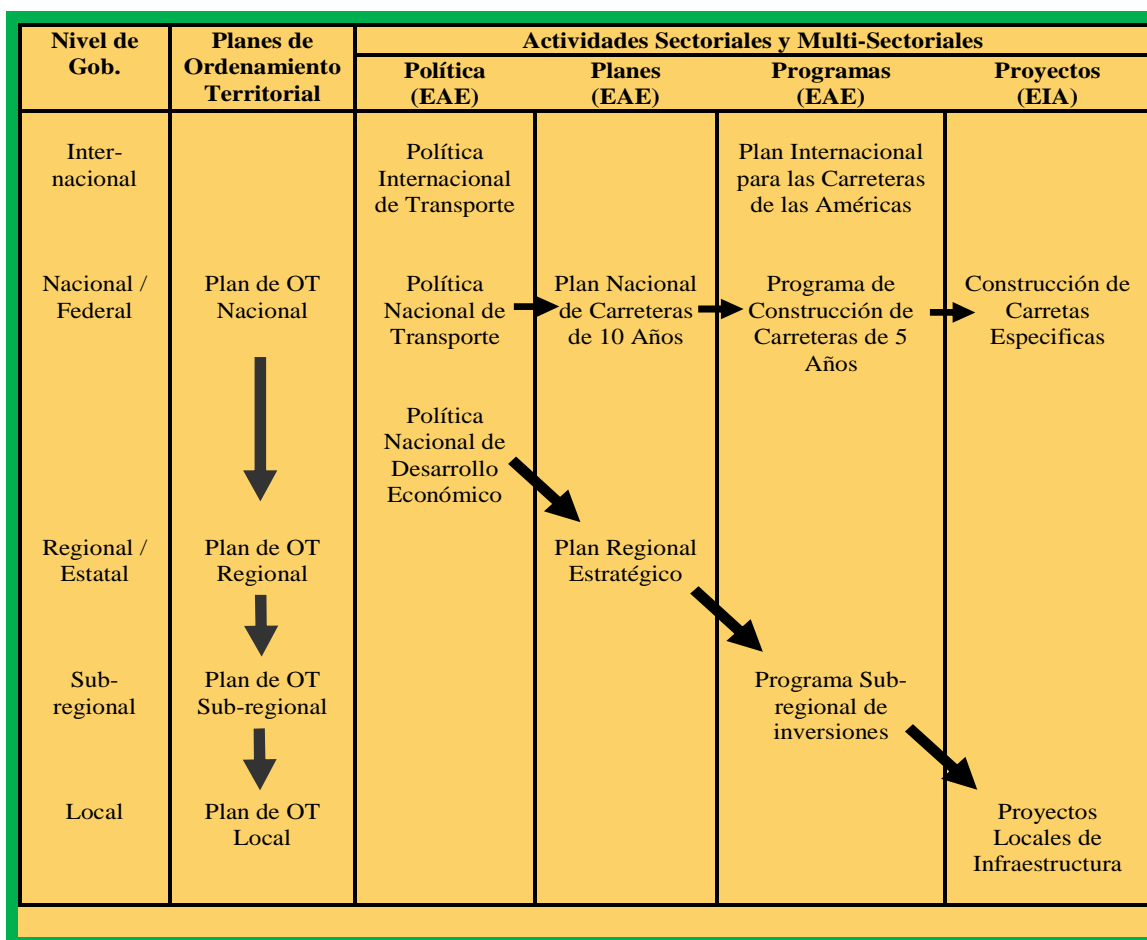 Nivel de
Gob.
Planes de
Ordenamiento
Territorial
Actividades Sectoriales y Multi-Sectoriales
Política
(EAE)
Planes
(EAE)
Programas
(EAE)
Proyectos
(EIA)
Inter-
nacional
Política
Internacional
de Transporte
Plan Internacional
para las Carreteras
de las Américas
Nacional /
Federal
Plan de OT
Nacional
Política
Nacional de
Transporte
Plan Nacional
de Carreteras
de 10 Años
Programa de
Construcción de
Carreteras de 5
Años
Construcción de
Carretas
Especificas
Política
Nacional de
Desarrollo
Económico
Regional /
Estatal
Plan de OT
Regional
Plan Regional
Estratégico
Sub-
regional
Plan de OT
Sub-regional
Programa Sub-
regional de
inversiones
Local
Plan de OT
Local
Proyectos
Locales de
Infraestructura